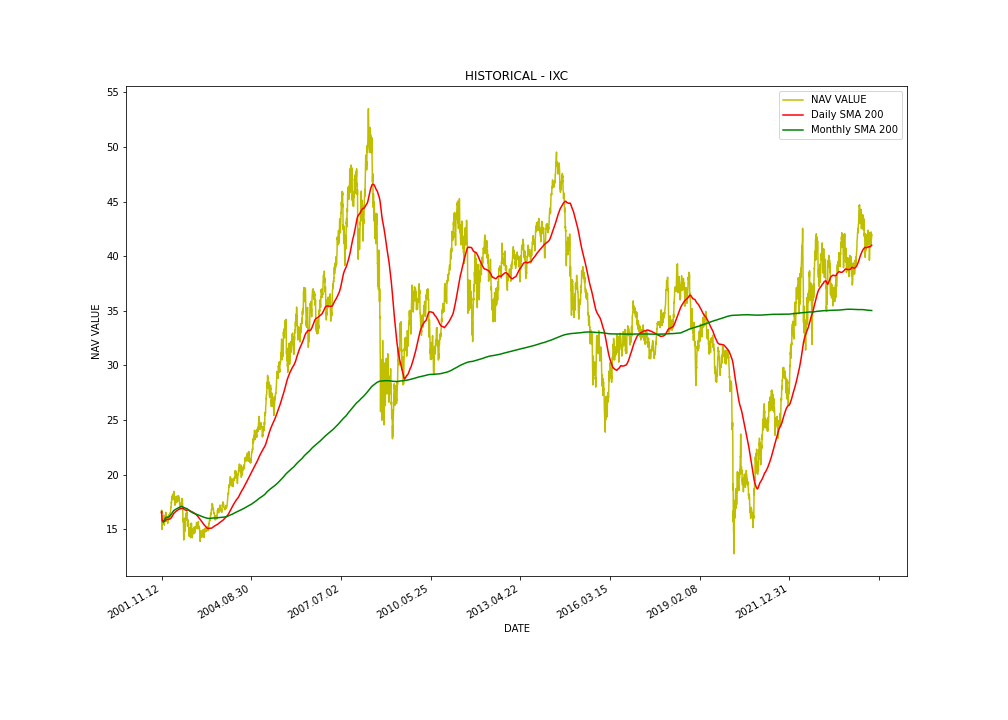 HISTORICAL - IXC
NAV VALUE
Daily SMA 200
Monthly SMA 200
55
50
45
40
35
30
25
20
15
NAV VALUE
2001.11.12
2004.08.30
2007.07.02
2010.05.25
2013.04.22
2016.03.15
2019.02.08
2021.12.31
DATE